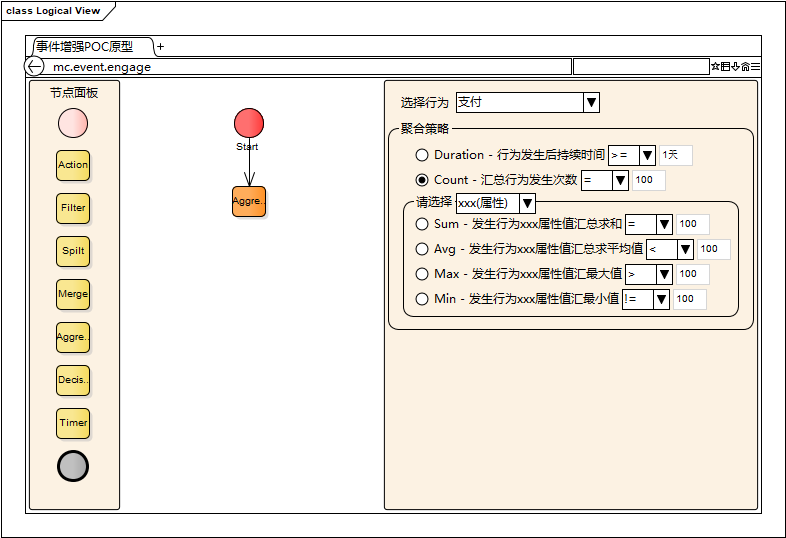 class Logical View
事件增强POC原型 +
mc.event.engage
节点面板
Action
Filter
Spilt
Merge
Aggre..
Decis..
Timer
Start
Aggre..
选择行为 支付
聚合策略
Duration - 行为发生后持续时间 >= 1天
Count - 汇总行为发生次数 = 100
请选择 xxx(属性)
Sum - 发生行为xxx属性值汇总求和 = 100
Avg - 发生行为xxx属性值汇总求平均值 < 100
Max - 发生行为xxx属性值汇最大值 > 100
Min - 发生行为xxx属性值汇最小值 != 100